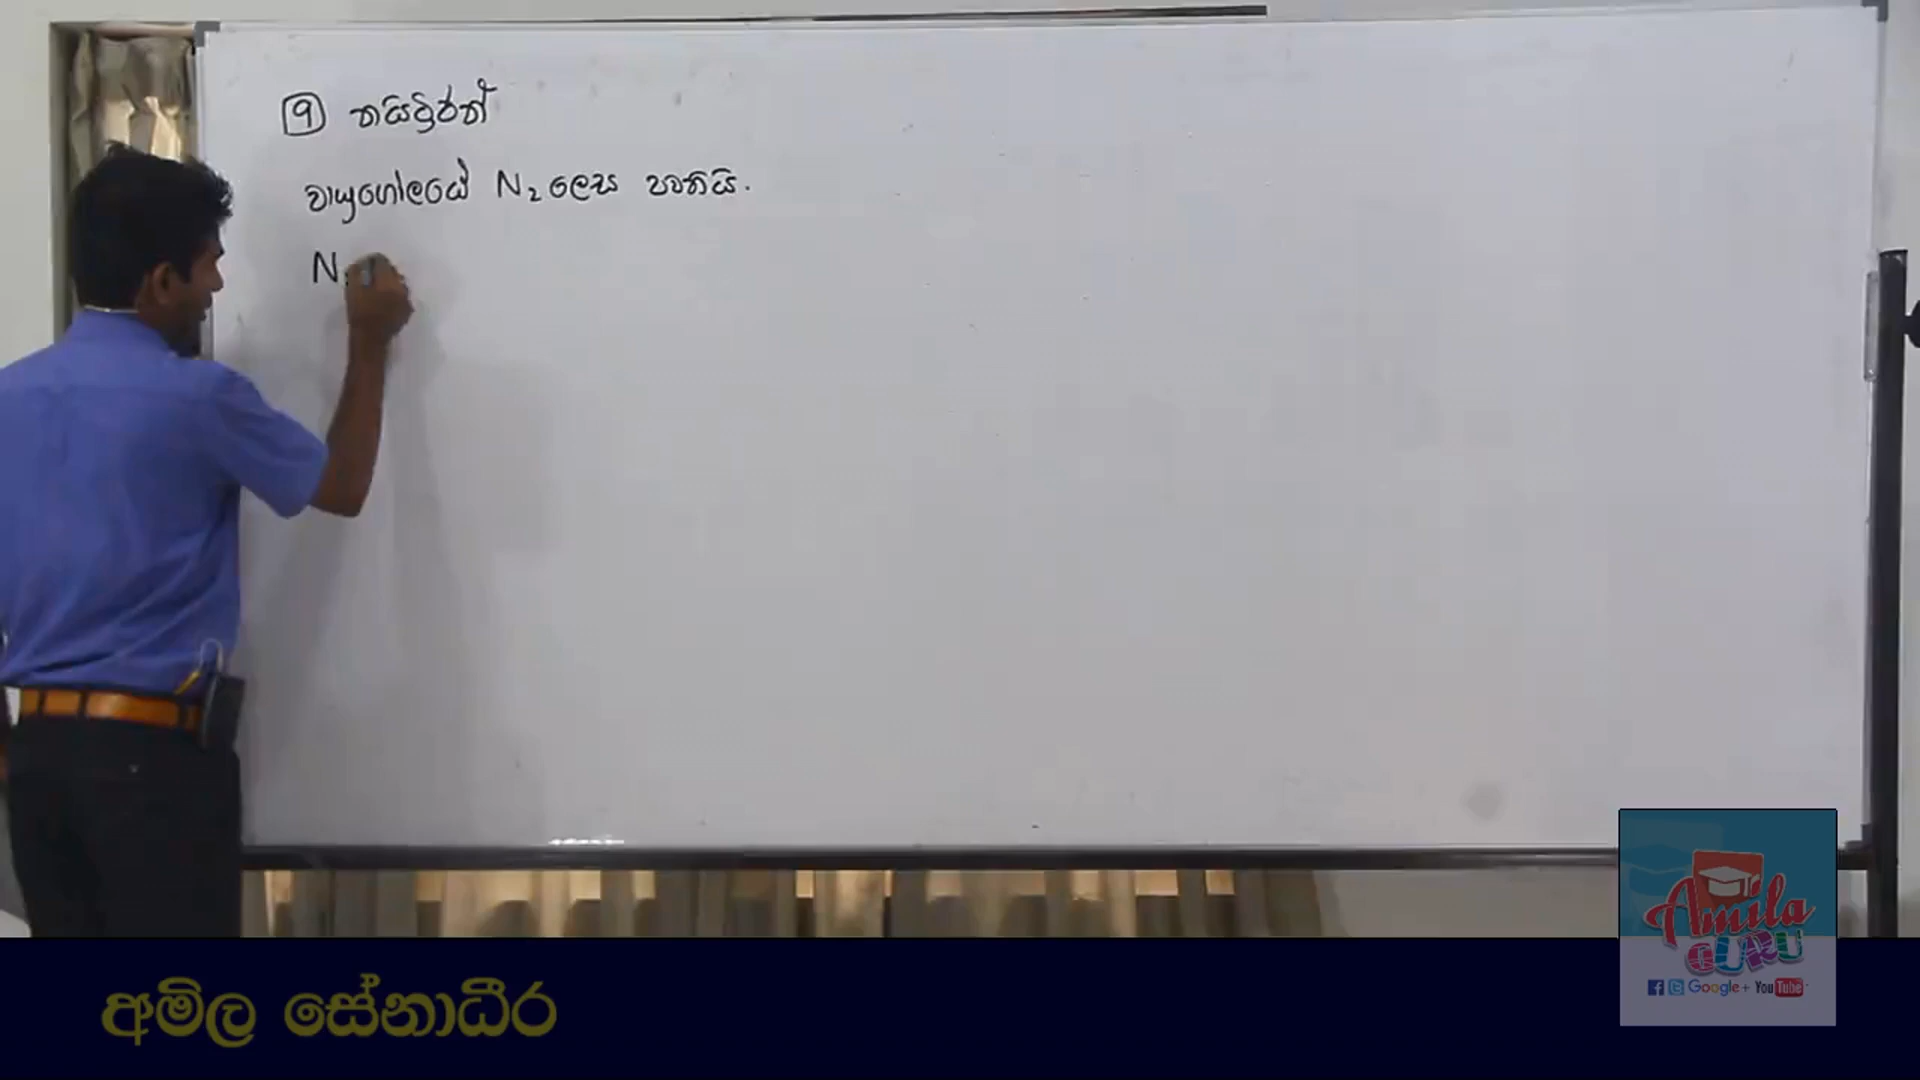 9 නයිට්‍රජන්
වායුගෝලයේ N₂ ලෙස පවතියි.
N
අමිල සේනාධීර
Amila
GURU
Google+ YouTube